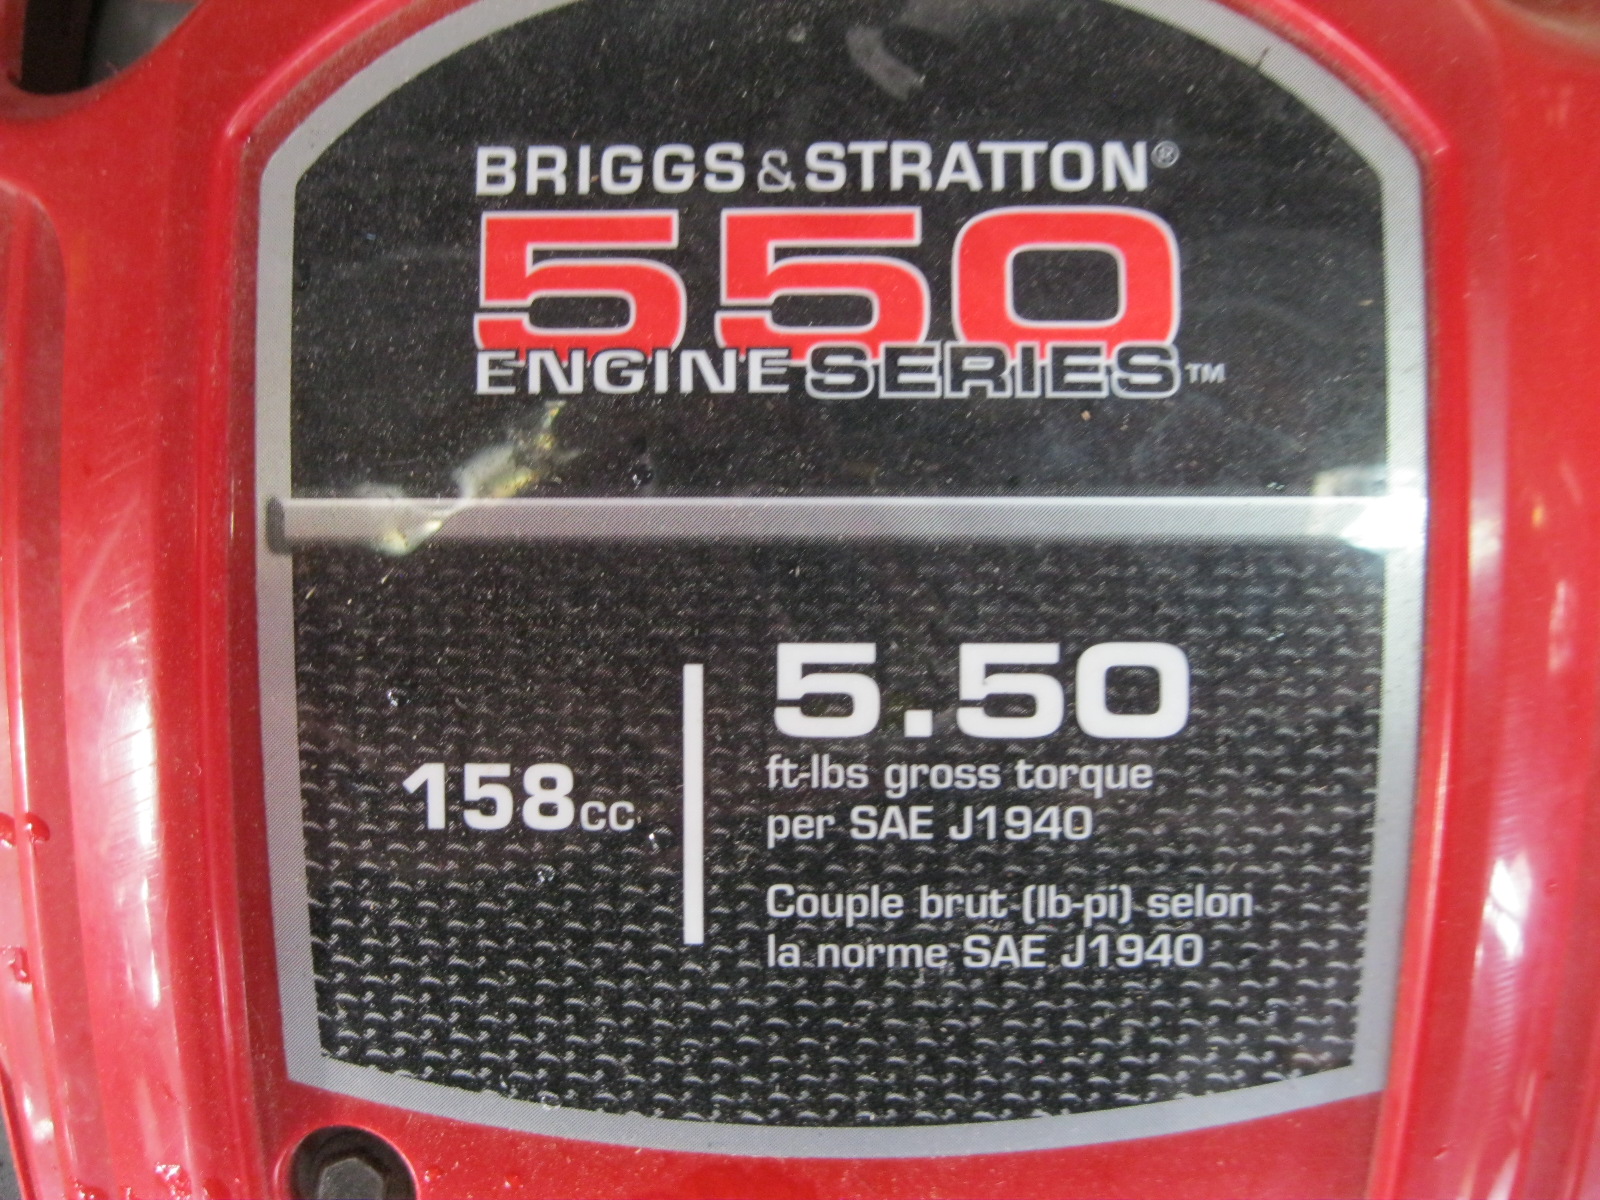 BRIGGS & STRATTON®
550
ENGINE SERIES™
158cc
5.50
ft-lbs gross torque
per SAE J1940
Couple brut (lb-pi) selon
la norme SAE J1940